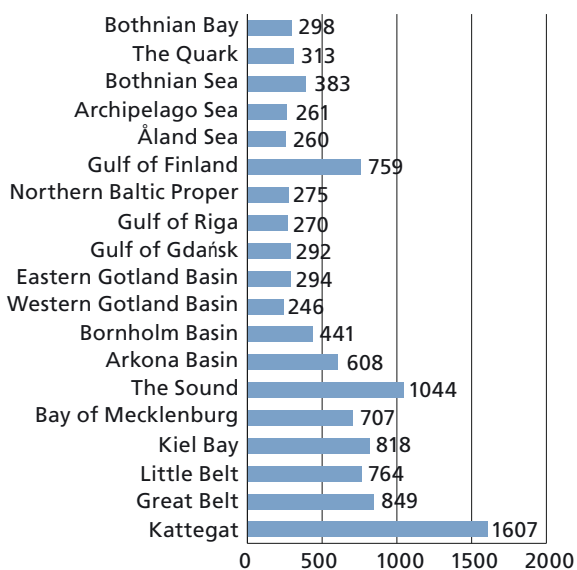 Bothnian Bay 298
The Quark 313
Bothnian Sea 383
Archipelago Sea 261
Åland Sea 260
Gulf of Finland 759
Northern Baltic Proper 275
Gulf of Riga 270
Gulf of Gdańsk 292
Eastern Gotland Basin 294
Western Gotland Basin 246
Bornholm Basin 441
Arkona Basin 608
The Sound 1044
Bay of Mecklenburg 707
Kiel Bay 818
Little Belt 764
Great Belt 849
Kattegat 1607
0 500 1000 1500 2000